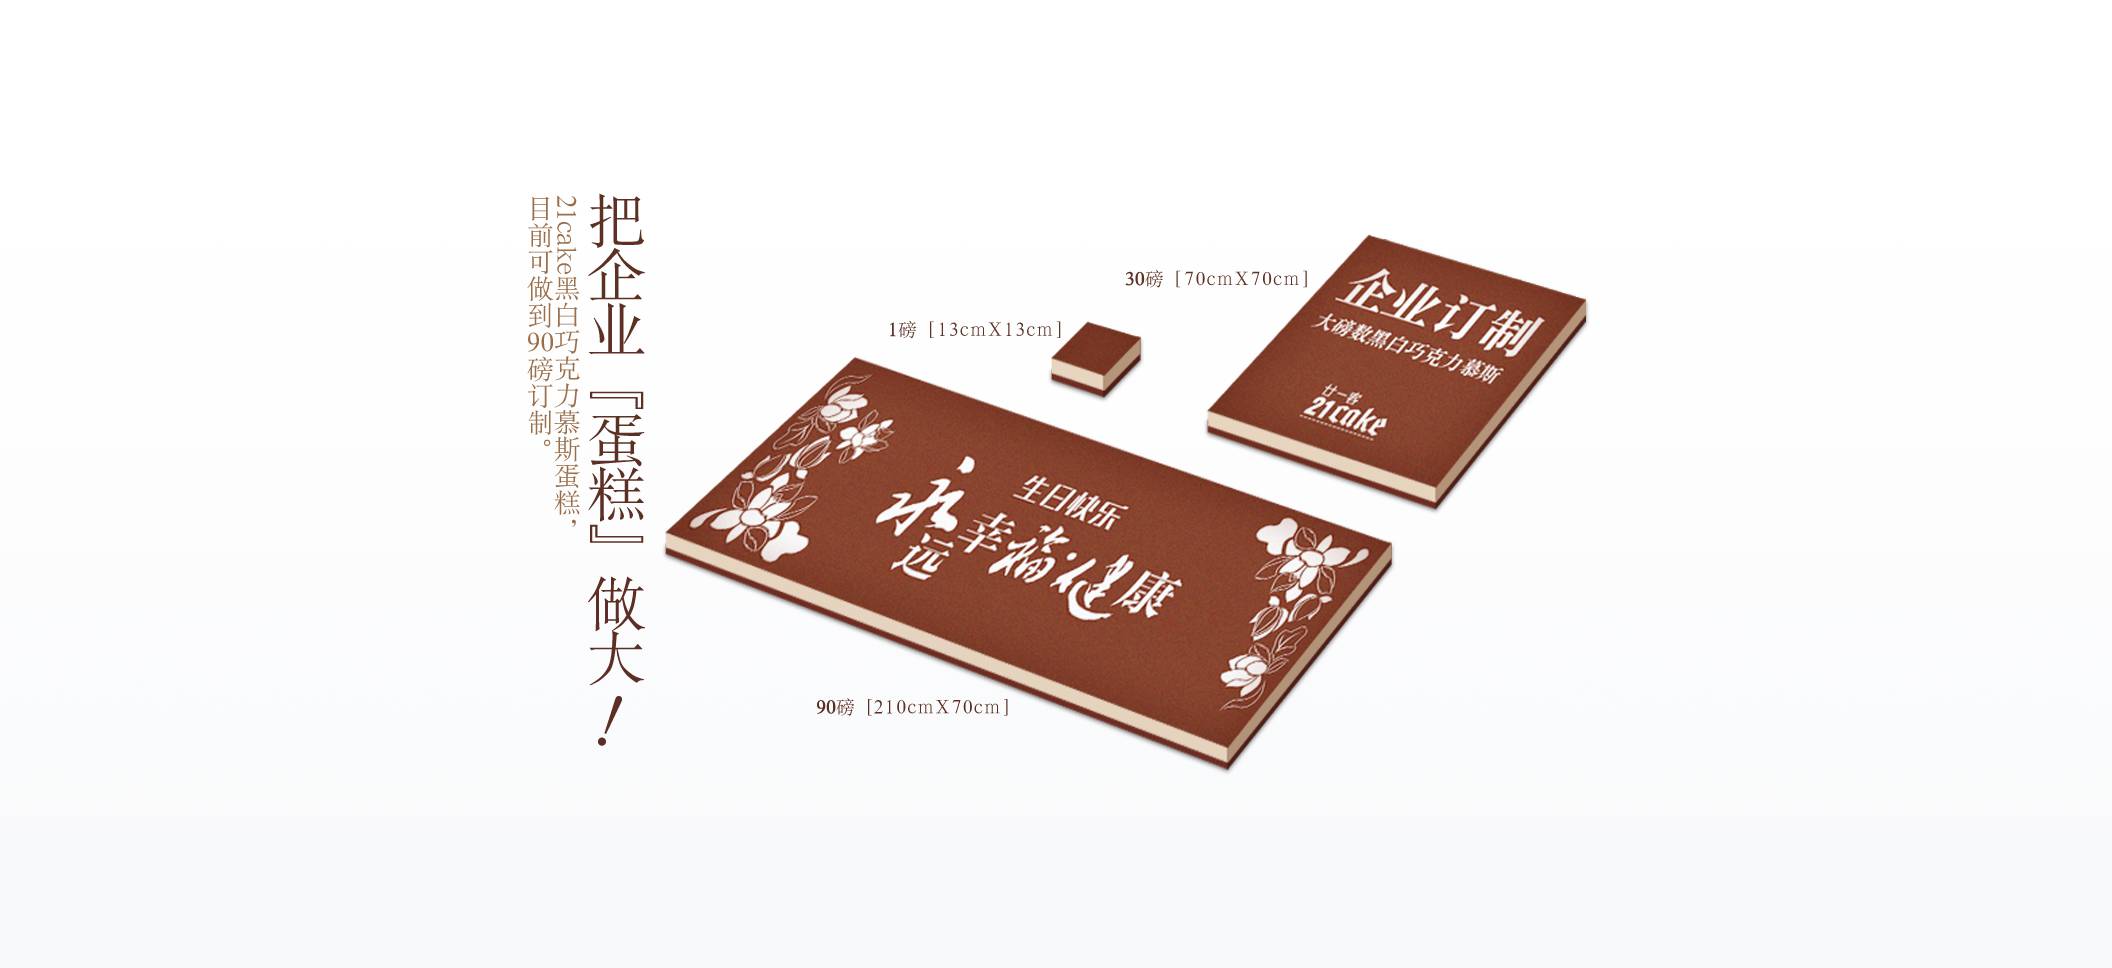 把企业『蛋糕』做大！
21cake黑白巧克力慕斯蛋糕，
目前可做到90磅订制。
1磅 [13cmX13cm]
30磅 [70cmX70cm]
企业订制
大磅数黑白巧克力慕斯
廿一客
21cake
生日快乐
永远幸福健康
90磅 [210cmX70cm]